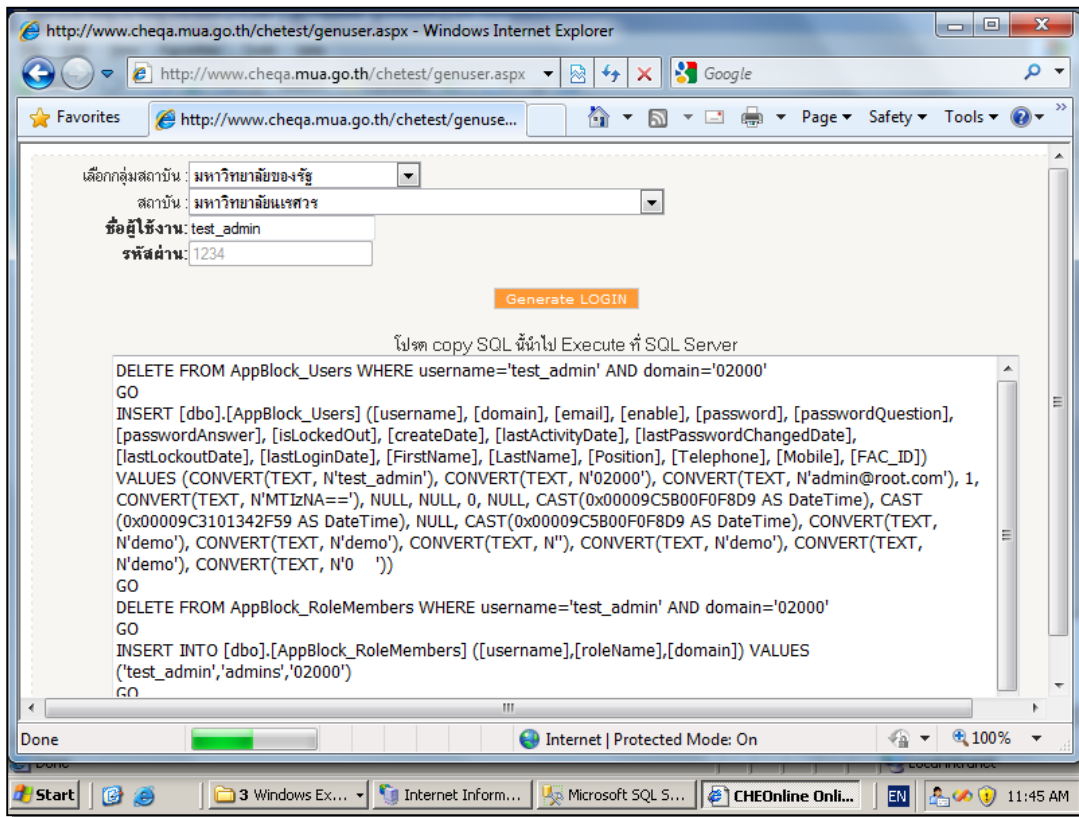 http://www.cheqa.mua.go.th/chetest/genuser.aspx - Windows Internet Explorer
http://www.cheqa.mua.go.th/chetest/genuser.aspx
Google
Favorites
http://www.cheqa.mua.go.th/chetest/genuse...
Page
Safety
Tools
เลือกกลุ่มสถาบัน : มหาวิทยาลัยของรัฐ
สถาบัน : มหาวิทยาลัยนเรศวร
ชื่อผู้ใช้งาน: test_admin
รหัสผ่าน: 1234
Generate LOGIN
โปรด copy SQL นี้นำไป Execute ที่ SQL Server
DELETE FROM AppBlock_Users WHERE username='test_admin' AND domain='02000'
GO
INSERT [dbo].[AppBlock_Users] ([username], [domain], [email], [enable], [password], [passwordQuestion],
[passwordAnswer], [isLockedOut], [createDate], [lastActivityDate], [lastPasswordChangedDate],
[lastLockoutDate], [lastLoginDate], [FirstName], [LastName], [Position], [Telephone], [Mobile], [FAC_ID])
VALUES (CONVERT(TEXT, N'test_admin'), CONVERT(TEXT, N'02000'), CONVERT(TEXT, N'admin@root.com'), 1,
CONVERT(TEXT, N'MTIzNA=='), NULL, NULL, 0, NULL, CAST(0x00009C5B00F0F8D9 AS DateTime), CAST
(0x00009C3101342F59 AS DateTime), NULL, CAST(0x00009C5B00F0F8D9 AS DateTime), CONVERT(TEXT,
N'demo'), CONVERT(TEXT, N'demo'), CONVERT(TEXT, N''), CONVERT(TEXT, N'demo'), CONVERT(TEXT,
N'demo'), CONVERT(TEXT, N'0    '))
GO
DELETE FROM AppBlock_RoleMembers WHERE username='test_admin' AND domain='02000'
GO
INSERT INTO [dbo].[AppBlock_RoleMembers] ([username],[roleName],[domain]) VALUES
('test_admin','admins','02000')
GO
Done
Internet | Protected Mode: On
100%
Start
3 Windows Ex...
Internet Inform...
Microsoft SQL S...
CHEOnline Onli...
EN
11:45 AM